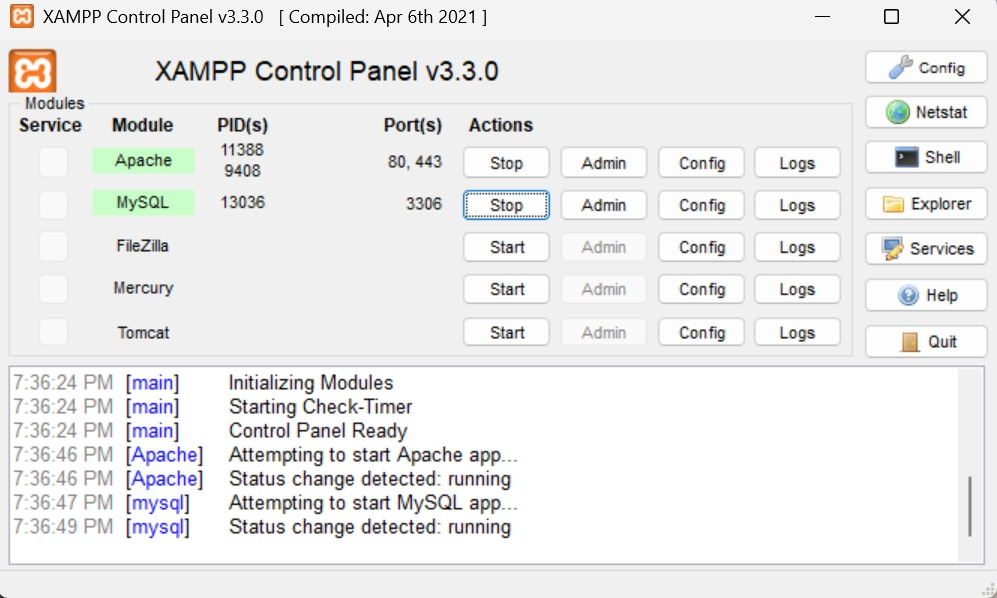 XAMPP Control Panel v3.3.0 [ Compiled: Apr 6th 2021 ]
XAMPP Control Panel v3.3.0
Config
Modules
Service Module PID(s) Port(s) Actions
Netstat
Apache 11388 9408 80, 443 Stop Admin Config Logs
Shell
MySQL 13036 3306 Stop Admin Config Logs
Explorer
FileZilla Start Admin Config Logs
Services
Mercury Start Admin Config Logs
Help
Tomcat Start Admin Config Logs
Quit
7:36:24 PM [main] Initializing Modules
7:36:24 PM [main] Starting Check-Timer
7:36:24 PM [main] Control Panel Ready
7:36:46 PM [Apache] Attempting to start Apache app...
7:36:46 PM [Apache] Status change detected: running
7:36:47 PM [mysql] Attempting to start MySQL app...
7:36:49 PM [mysql] Status change detected: running